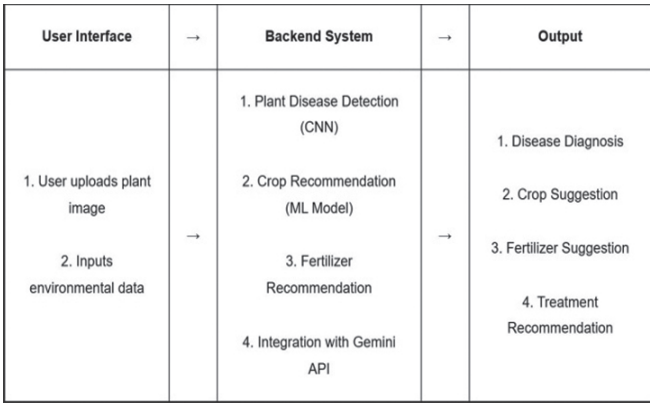 User Interface → Backend System → Output
1. User uploads plant
image
2. Inputs
environmental data
→
1. Plant Disease Detection
(CNN)
2. Crop Recommendation
(ML Model)
3. Fertilizer
Recommendation
4. Integration with Gemini
API
→
1. Disease Diagnosis
2. Crop Suggestion
3. Fertilizer Suggestion
4. Treatment
Recommendation